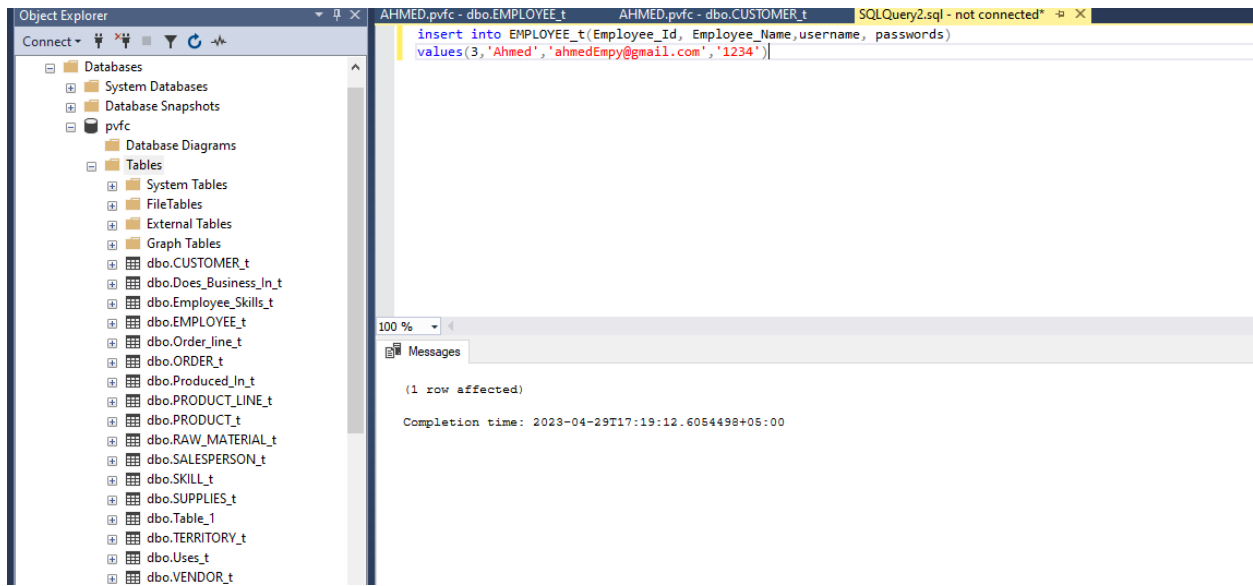 Object Explorer
Connect
Databases
System Databases
Database Snapshots
pvfc
Database Diagrams
Tables
System Tables
FileTables
External Tables
Graph Tables
dbo.CUSTOMER_t
dbo.Does_Business_In_t
dbo.Employee_Skills_t
dbo.EMPLOYEE_t
dbo.Order_line_t
dbo.ORDER_t
dbo.Produced_In_t
dbo.PRODUCT_LINE_t
dbo.PRODUCT_t
dbo.RAW_MATERIAL_t
dbo.SALESPERSON_t
dbo.SKILL_t
dbo.SUPPLIES_t
dbo.Table_1
dbo.TERRITORY_t
dbo.Uses_t
dbo.VENDOR_t
AHMED.pvfc - dbo.EMPLOYEE_t AHMED.pvfc - dbo.CUSTOMER_t SQLQuery2.sql - not connected*
insert into EMPLOYEE_t(Employee_Id, Employee_Name,username, passwords)
values(3,'Ahmed','ahmedEmpy@gmail.com','1234')
100 %
Messages
(1 row affected)
Completion time: 2023-04-29T17:19:12.6054498+05:00